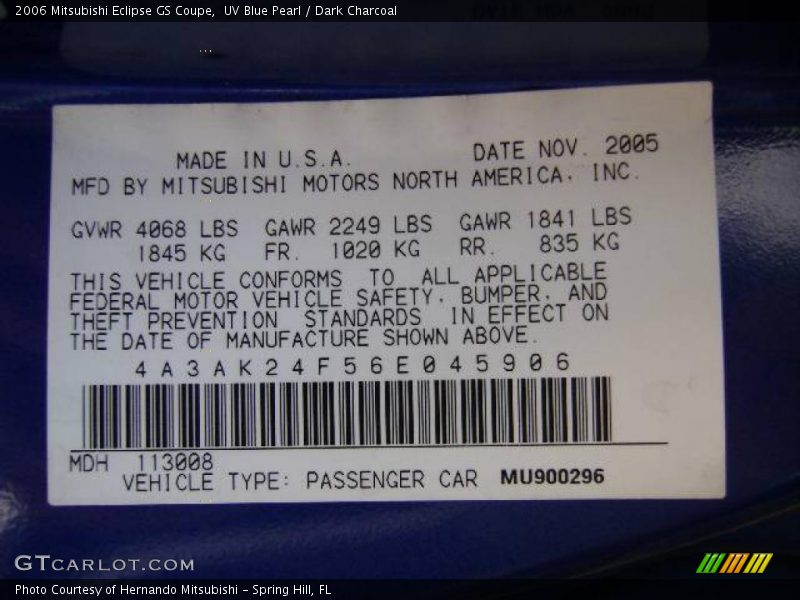 2006 Mitsubishi Eclipse GS Coupe,  UV Blue Pearl / Dark Charcoal
MADE IN U.S.A. DATE NOV. 2005
MFD BY MITSUBISHI MOTORS NORTH AMERICA, INC.
GVWR 4068 LBS GAWR 2249 LBS GAWR 1841 LBS
1845 KG FR. 1020 KG RR. 835 KG
THIS VEHICLE CONFORMS TO ALL APPLICABLE
FEDERAL MOTOR VEHICLE SAFETY, BUMPER, AND
THEFT PREVENTION STANDARDS IN EFFECT ON
THE DATE OF MANUFACTURE SHOWN ABOVE.
4A3AK24F56E045906
MDH 113008
VEHICLE TYPE: PASSENGER CAR MU900296
GTCARLOT.COM
Photo Courtesy of Hernando Mitsubishi - Spring Hill, FL